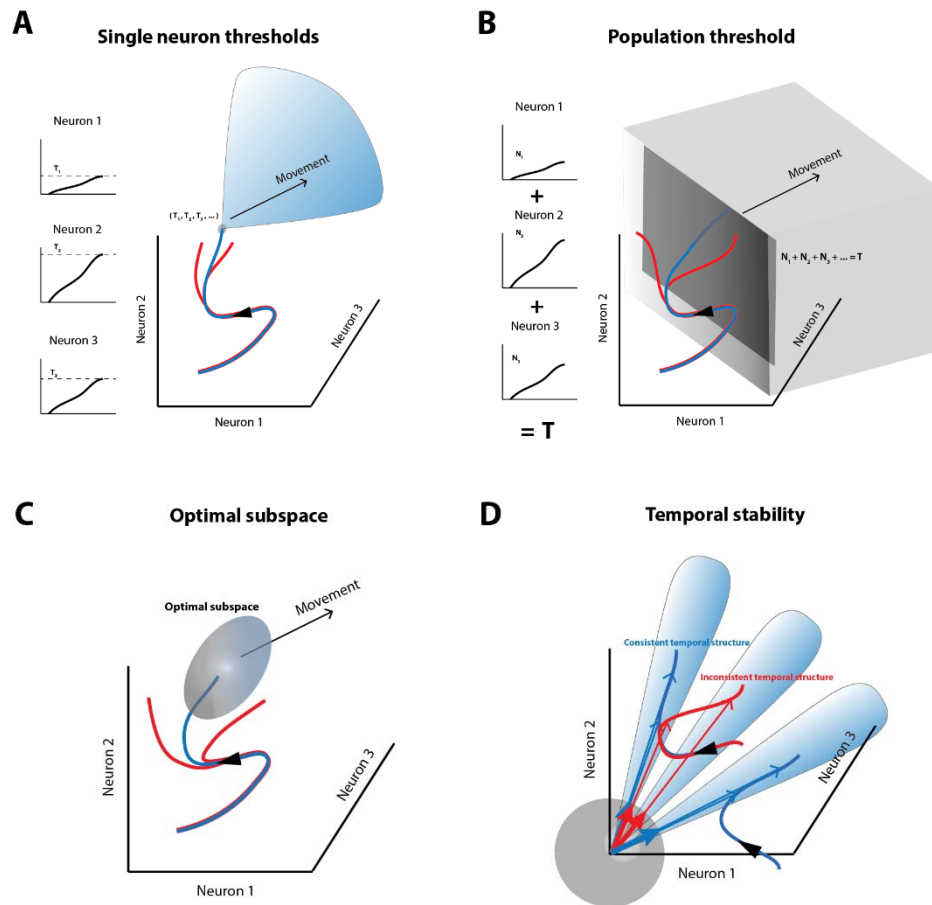 A
Single neuron thresholds
Neuron 1
T₁
Neuron 2
T₂
Neuron 3
T₃
(T₁, T₂, T₃, ...)
Movement
Neuron 2
Neuron 3
Neuron 1
B
Population threshold
Neuron 1
N₁
+
Neuron 2
N₂
+
Neuron 3
N₃
= T
Movement
N₁ + N₂ + N₃ + ... = T
Neuron 2
Neuron 3
Neuron 1
C
Optimal subspace
Optimal subspace
Movement
Neuron 2
Neuron 3
Neuron 1
D
Temporal stability
Consistent temporal structure
Inconsistent temporal structure
Neuron 2
Neuron 3
Neuron 1